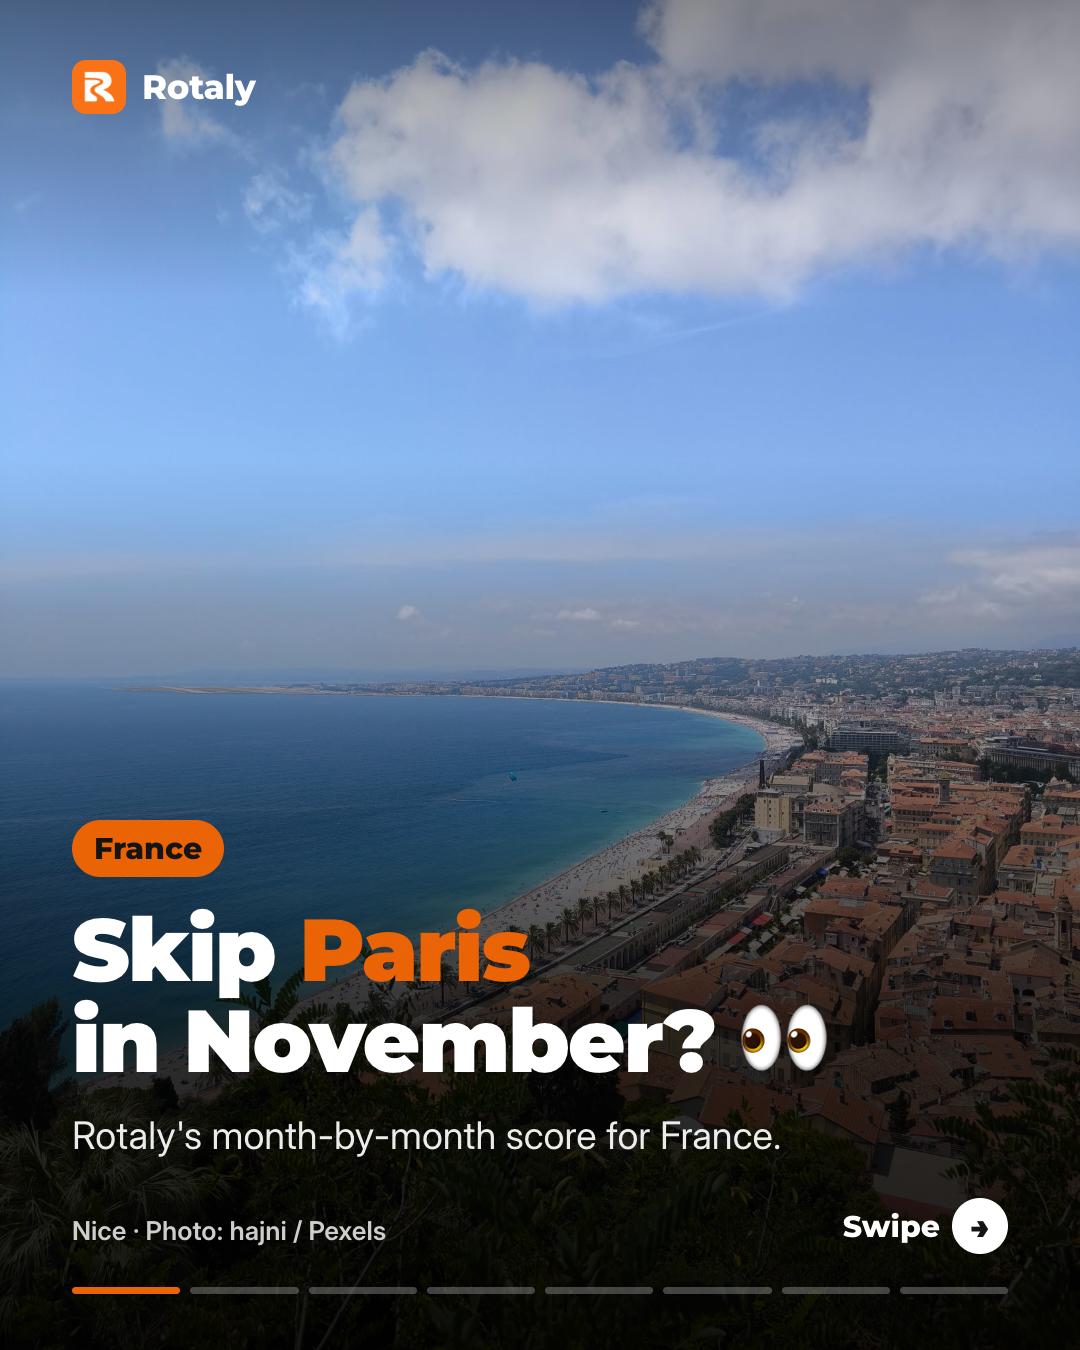 Rotaly
France
Skip Paris
in November? 👀
Rotaly's month-by-month score for France.
Nice · Photo: hajni / Pexels
Swipe →